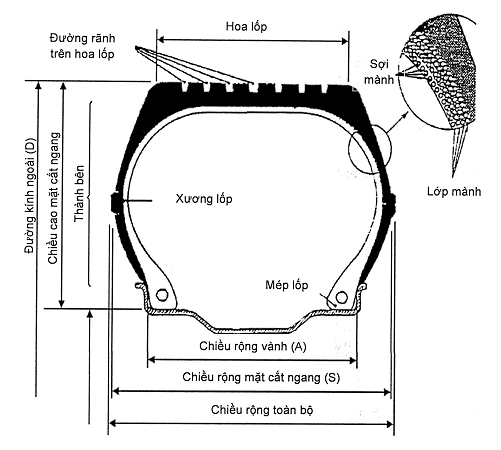 Đường rãnh
trên hoa lốp
Hoa lốp
Sợi
mành
Lớp mành
Đường kính ngoài (D)
Chiều cao mặt cắt ngang
Thành bên
Xương lốp
Mép lốp
Chiều rộng vành (A)
Chiều rộng mặt cắt ngang (S)
Chiều rộng toàn bộ